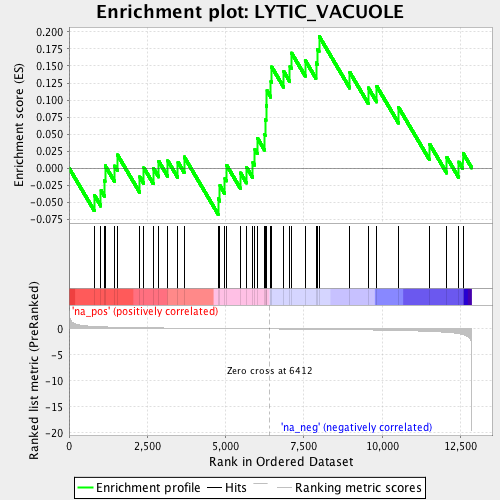 Enrichment plot: LYTIC_VACUOLE
Enrichment score (ES)
0.200
0.175
0.150
0.125
0.100
0.075
0.050
0.025
0.000
-0.025
-0.050
-0.075
'na_pos' (positively correlated)
Ranked list metric (PreRanked)
0
-5
-10
-15
-20
Zero cross at 6412
'na_neg' (negatively correlated)
0
2,500
5,000
7,500
10,000
12,500
Rank in Ordered Dataset
Enrichment profile
Hits
Ranking metric scores